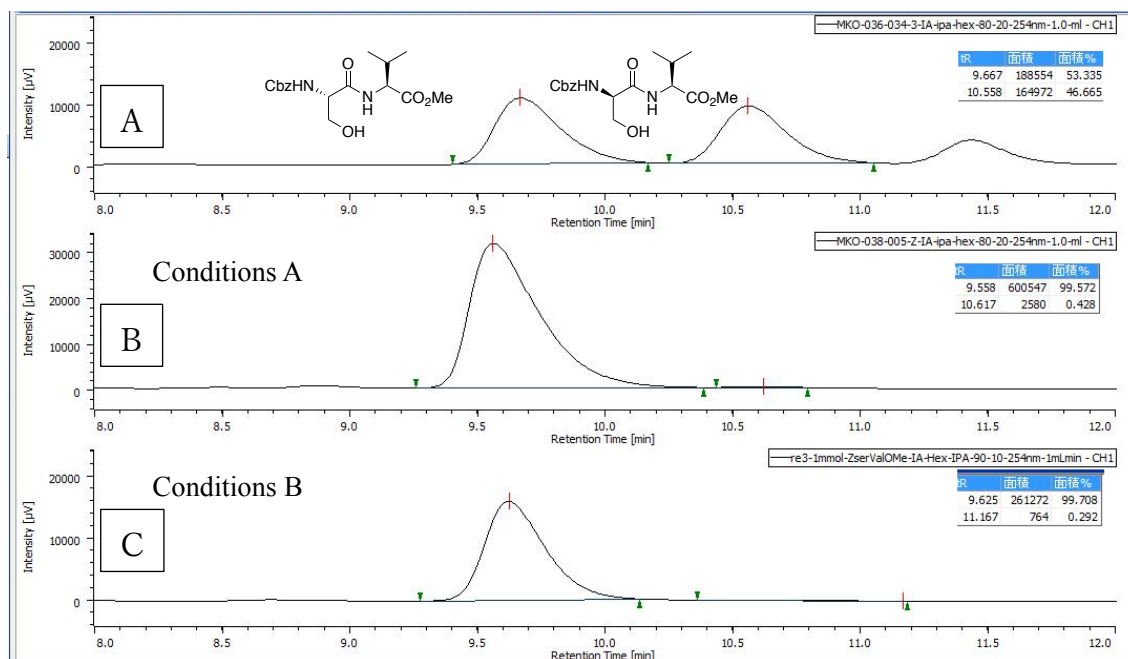 MKO-036-034-3-IA-ipa-hex-80-20-254nm-1.0-ml - CH1
tR 面積 面積%
9.667 188554 53.335
10.558 164972 46.665
Intensity [µV]
20000
10000
0
A
CbzHN
O
N
H
CO2Me
OH
CbzHN
O
N
H
CO2Me
OH
8.0 8.5 9.0 9.5 10.0 10.5 11.0 11.5 12.0
Retention Time [min]
MKO-038-005-Z-IA-ipa-hex-80-20-254nm-1.0-ml - CH1
Conditions A
tR 面積 面積%
9.558 600547 99.572
10.617 2580 0.428
Intensity [µV]
30000
20000
10000
0
B
8.0 8.5 9.0 9.5 10.0 10.5 11.0 11.5 12.0
Retention Time [min]
re3-1mmol-ZserValOMe-IA-Hex-IPA-90-10-254nm-1mLmin - CH1
Conditions B
tR 面積 面積%
9.625 261272 99.708
11.167 764 0.292
Intensity [µV]
20000
10000
0
C
8.0 8.5 9.0 9.5 10.0 10.5 11.0 11.5 12.0
Retention Time [min]